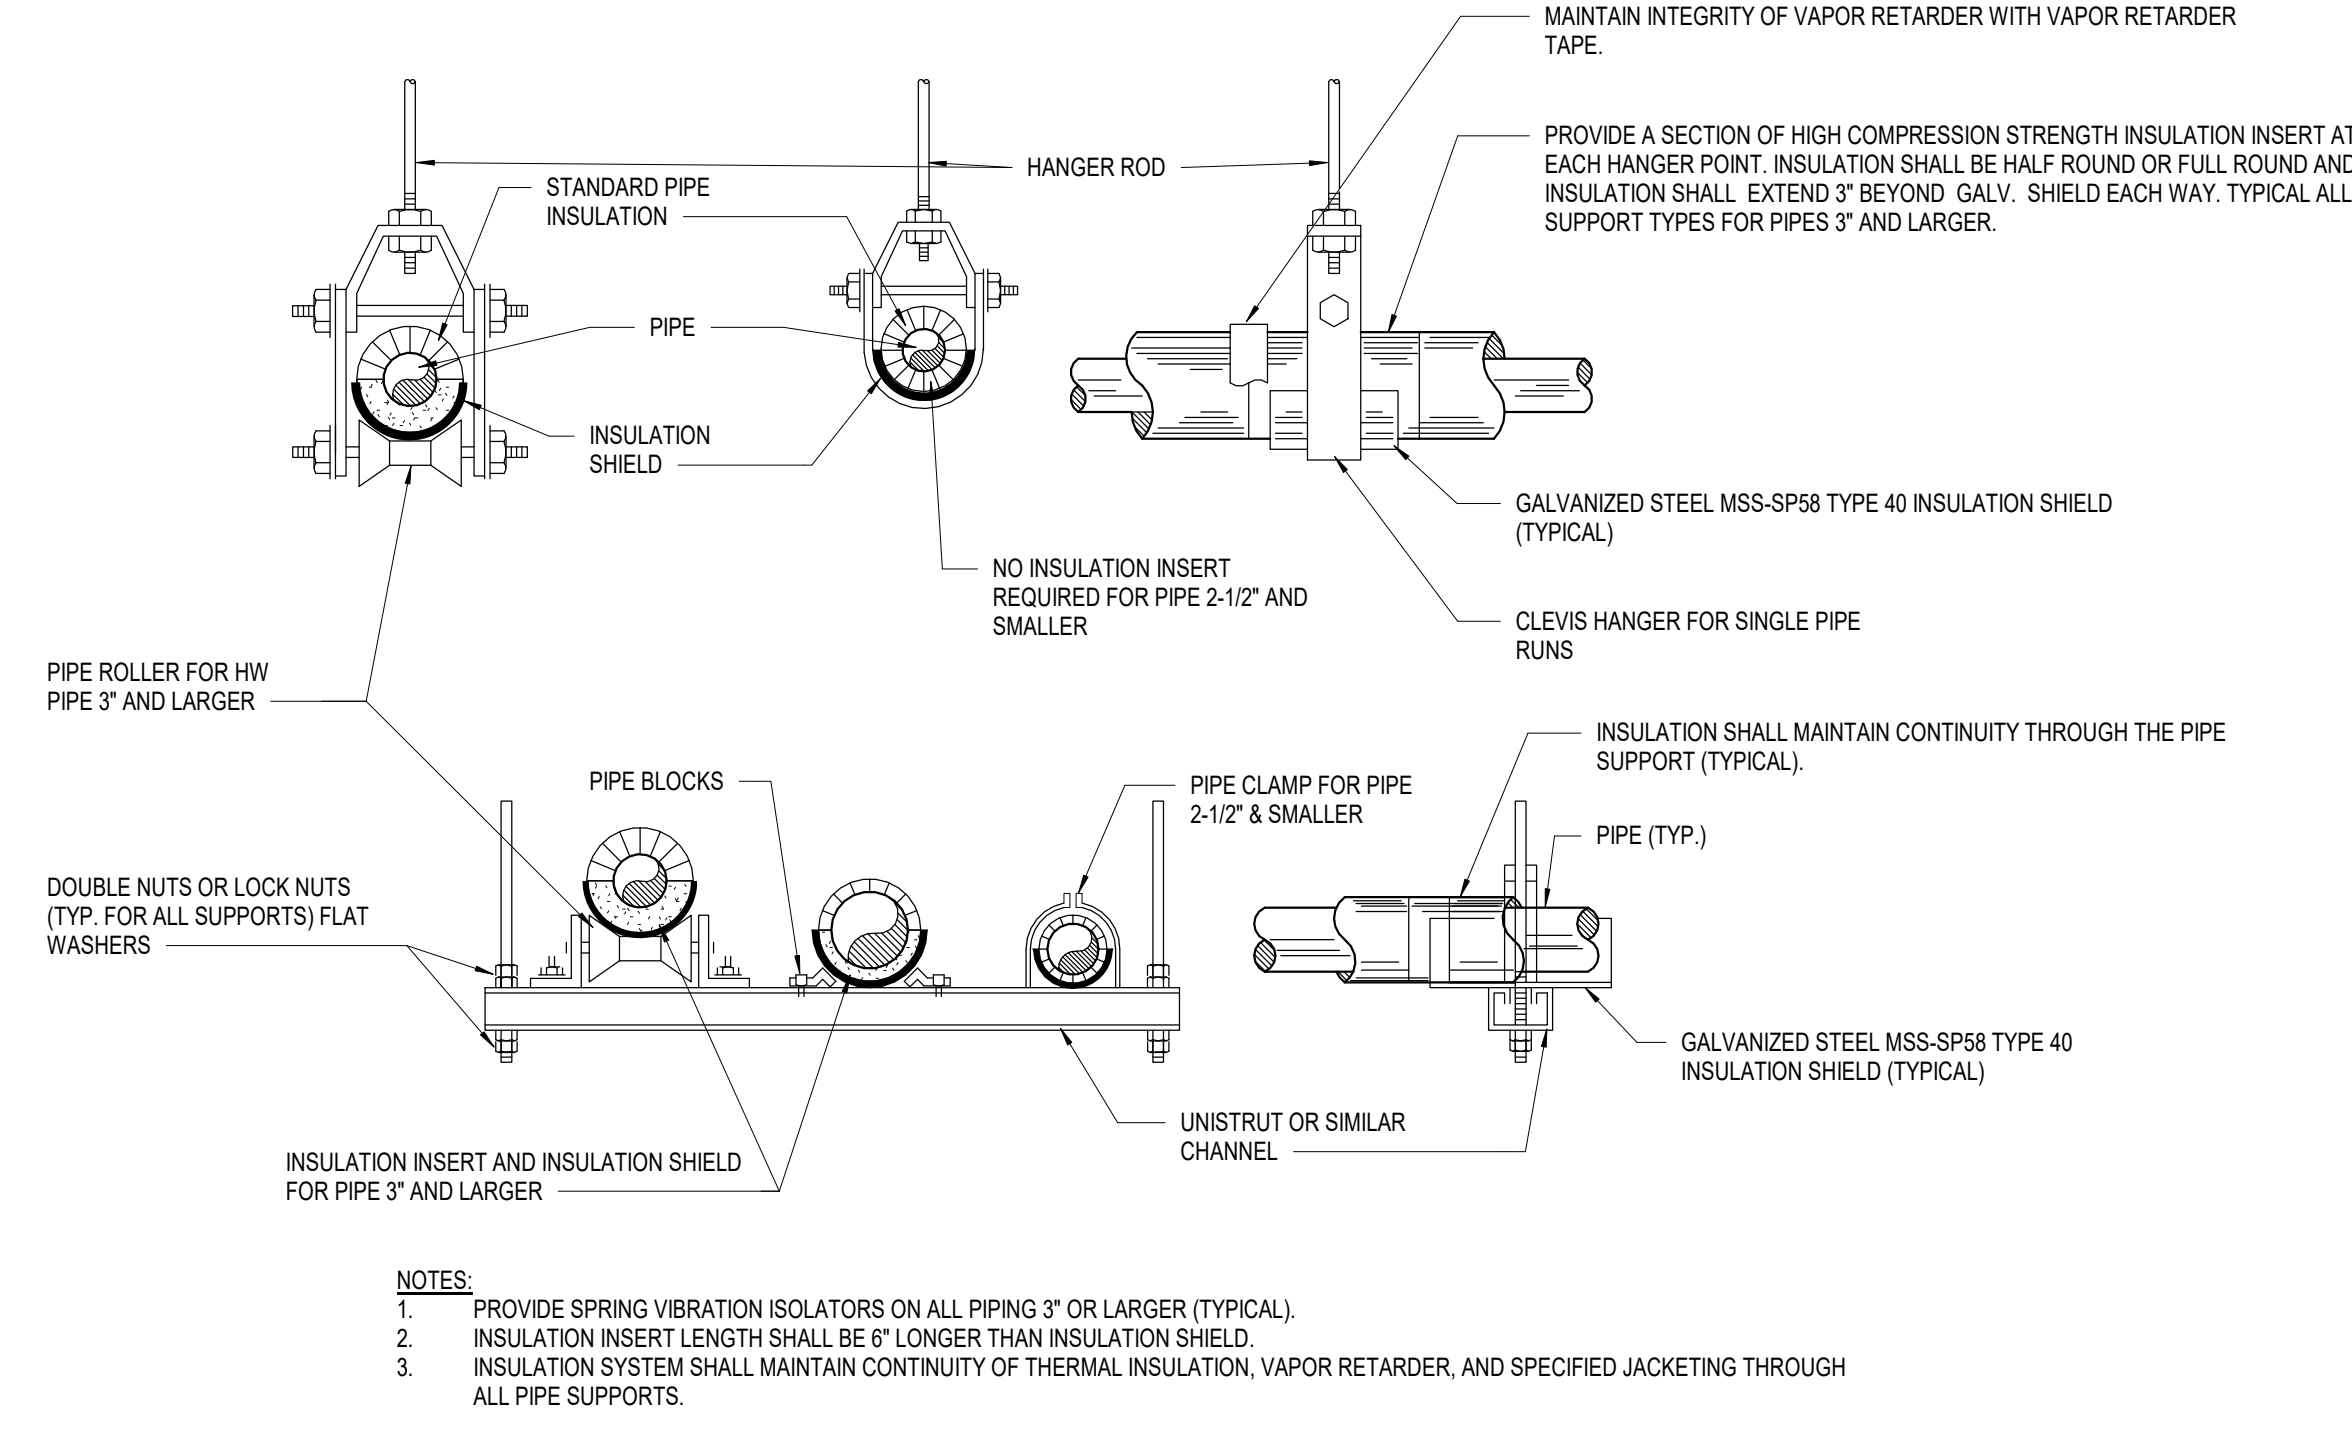 MAINTAIN INTEGRITY OF VAPOR RETARDER WITH VAPOR RETARDER
TAPE.
PROVIDE A SECTION OF HIGH COMPRESSION STRENGTH INSULATION INSERT AT
EACH HANGER POINT. INSULATION SHALL BE HALF ROUND OR FULL ROUND AND
INSULATION SHALL EXTEND 3" BEYOND GALV. SHIELD EACH WAY. TYPICAL ALL
SUPPORT TYPES FOR PIPES 3" AND LARGER.
HANGER ROD
STANDARD PIPE
INSULATION
PIPE
INSULATION
SHIELD
GALVANIZED STEEL MSS-SP58 TYPE 40 INSULATION SHIELD
(TYPICAL)
NO INSULATION INSERT
REQUIRED FOR PIPE 2-1/2" AND
SMALLER
CLEVIS HANGER FOR SINGLE PIPE
RUNS
PIPE ROLLER FOR HW
PIPE 3" AND LARGER
INSULATION SHALL MAINTAIN CONTINUITY THROUGH THE PIPE
SUPPORT (TYPICAL).
PIPE BLOCKS
PIPE CLAMP FOR PIPE
2-1/2" & SMALLER
PIPE (TYP.)
DOUBLE NUTS OR LOCK NUTS
(TYP. FOR ALL SUPPORTS) FLAT
WASHERS
GALVANIZED STEEL MSS-SP58 TYPE 40
INSULATION SHIELD (TYPICAL)
UNISTRUT OR SIMILAR
CHANNEL
INSULATION INSERT AND INSULATION SHIELD
FOR PIPE 3" AND LARGER
NOTES:
1. PROVIDE SPRING VIBRATION ISOLATORS ON ALL PIPING 3" OR LARGER (TYPICAL).
2. INSULATION INSERT LENGTH SHALL BE 6" LONGER THAN INSULATION SHIELD.
3. INSULATION SYSTEM SHALL MAINTAIN CONTINUITY OF THERMAL INSULATION, VAPOR RETARDER, AND SPECIFIED JACKETING THROUGH
ALL PIPE SUPPORTS.